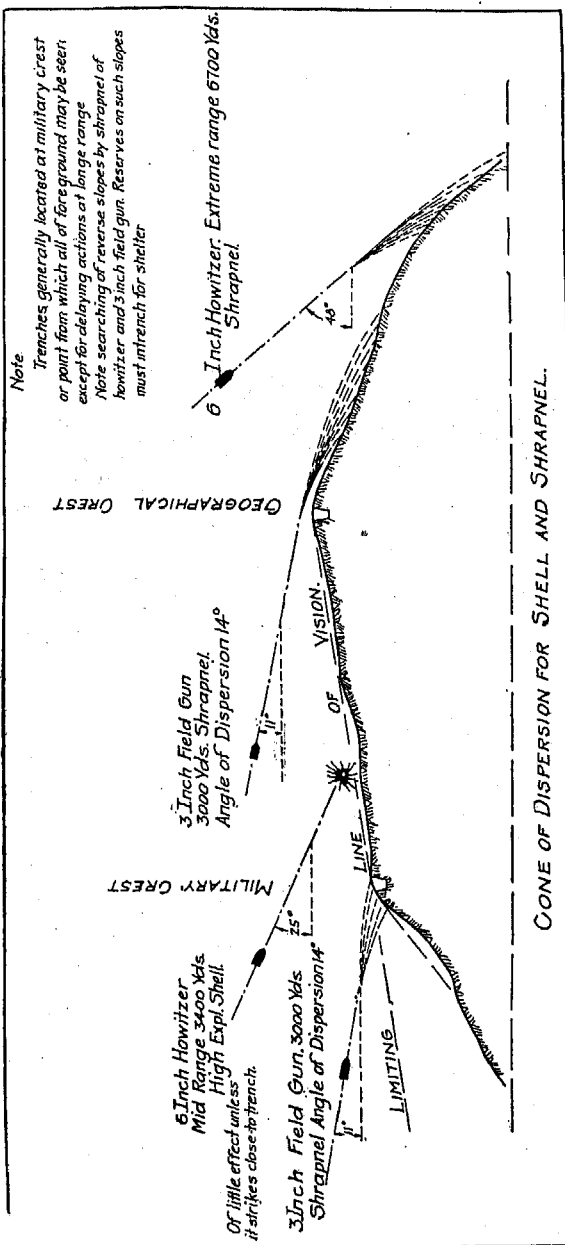 Note
Trenches generally located at military crest
or point from which all of foreground may be seen
except for delaying actions at longe range
Note searching of reverse slopes by shrapnel of
howitzer and 3 inch field gun. Reserves on such slopes
must intrench for shelter
6 Inch Howitzer. Extreme range 6700 Yds.
Shrapnel.
48°
GEOGRAPHICAL CREST
3 Inch Field Gun
3000 Yds. Shrapnel.
Angle of Dispersion 14°
11°
MILITARY CREST
6 Inch Howitzer
Mid Range 3400 Yds.
High Expl. Shell.
Of little effect unless
it strikes close to trench.
25°
3 Inch Field Gun. 3000 Yds.
Shrapnel Angle of Dispersion 14°
11°
LIMITING LINE OF VISION.
CONE OF DISPERSION FOR SHELL AND SHRAPNEL.